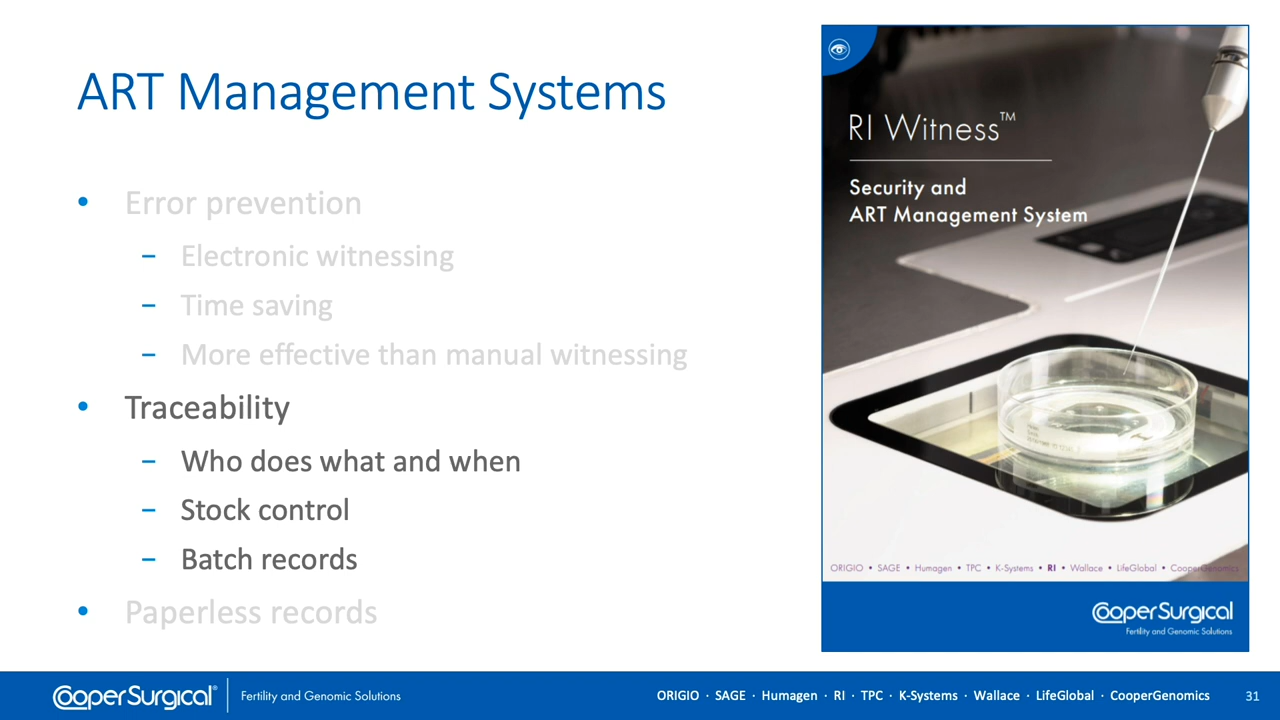 ART Management Systems
• Error prevention
− Electronic witnessing
− Time saving
− More effective than manual witnessing
• Traceability
− Who does what and when
− Stock control
− Batch records
• Paperless records
RI Witness™
Security and
ART Management System
ORIGIO • SAGE • Humagen • TPC • K-Systems • RI • Wallace • LifeGlobal • CooperGenomics
CooperSurgical
Fertility and Genomic Solutions
CooperSurgical® Fertility and Genomic Solutions
ORIGIO · SAGE · Humagen · RI · TPC · K-Systems · Wallace · LifeGlobal · CooperGenomics 31